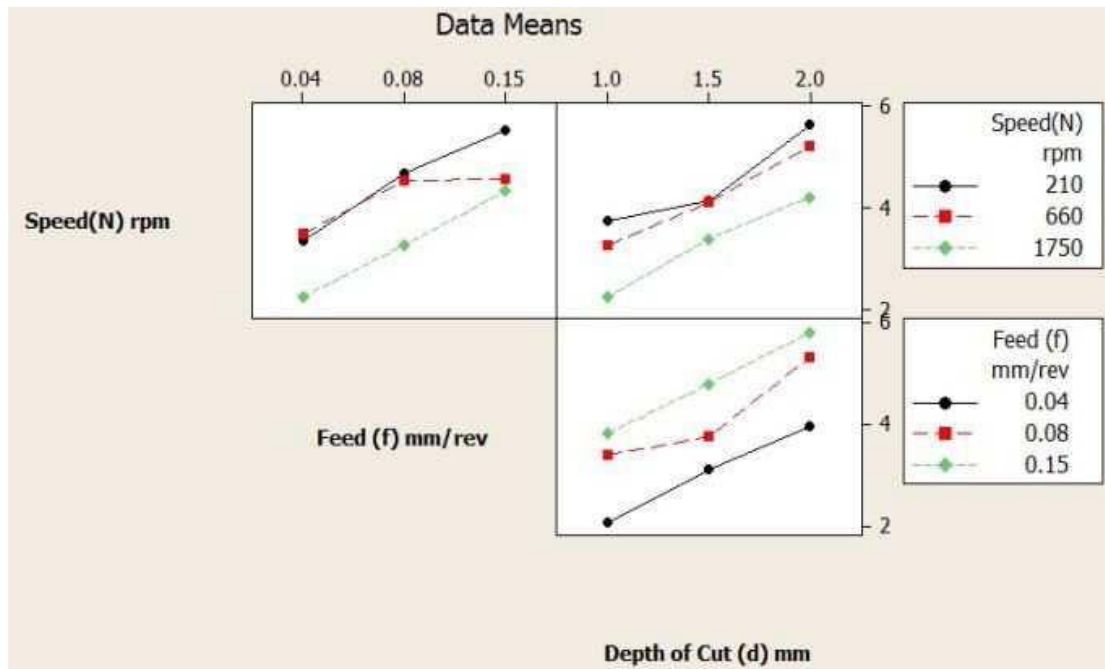 Data Means
0.04 0.08 0.15 1.0 1.5 2.0
6
4
2
Speed(N) rpm
Speed(N)
rpm
210
660
1750
6
4
2
Feed (f) mm/rev
Feed (f)
mm/rev
0.04
0.08
0.15
Depth of Cut (d) mm